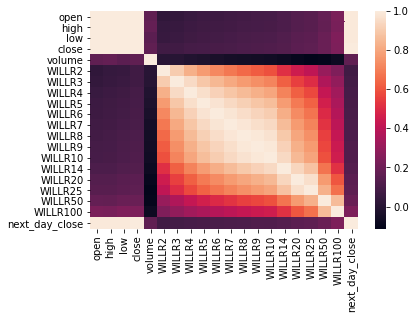 open
high
low
close
volume
WILLR2
WILLR3
WILLR4
WILLR5
WILLR6
WILLR7
WILLR8
WILLR9
WILLR10
WILLR14
WILLR20
WILLR25
WILLR50
WILLR100
next_day_close
open
high
low
close
volume
WILLR2
WILLR3
WILLR4
WILLR5
WILLR6
WILLR7
WILLR8
WILLR9
WILLR10
WILLR14
WILLR20
WILLR25
WILLR50
WILLR100
next_day_close
1.0
0.8
0.6
0.4
0.2
0.0